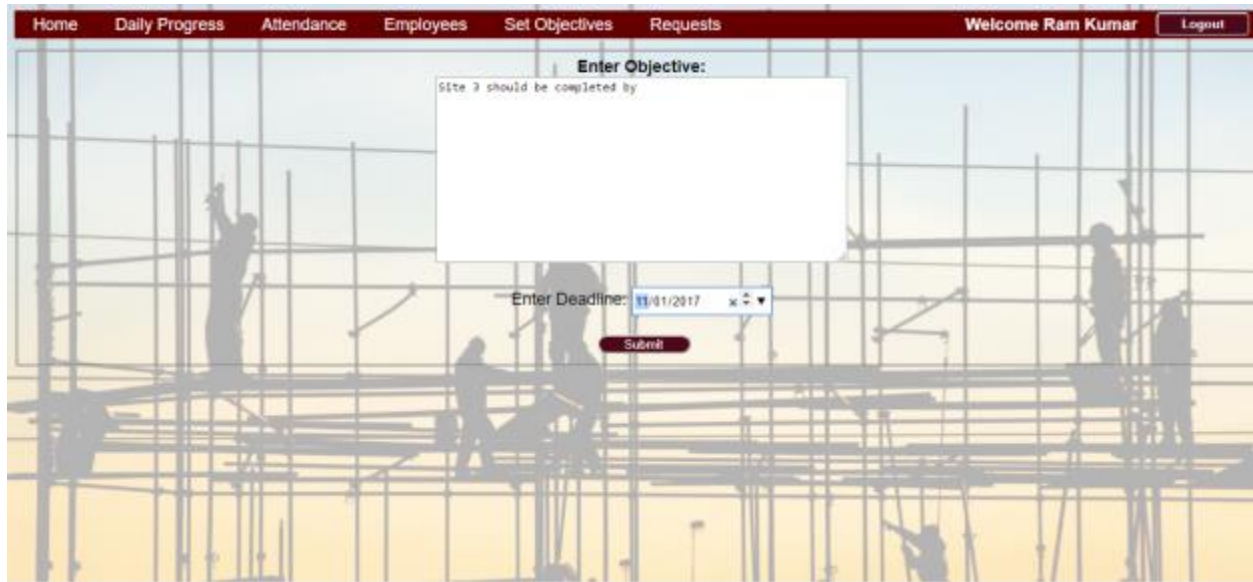 Home Daily Progress Attendance Employees Set Objectives Requests Welcome Ram Kumar Logout
Enter Objective:
SIte 3 should be completed by
Enter Deadline: 11/01/2017
Submit